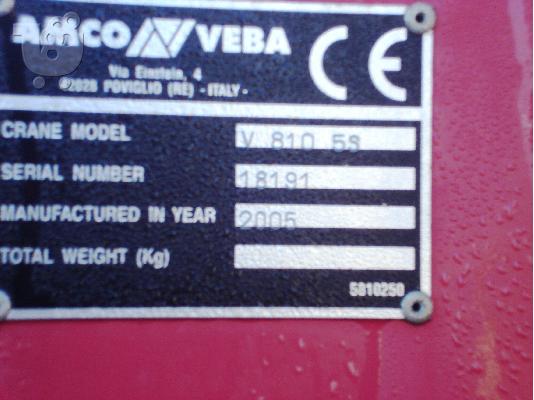 AMCO VEBA
Via Einstein, 4
42028 POVIGLIO (RE) - ITALY -
CE
CRANE MODEL V 810 5S
SERIAL NUMBER 18191
MANUFACTURED IN YEAR 2005
TOTAL WEIGHT (Kg)
5810250